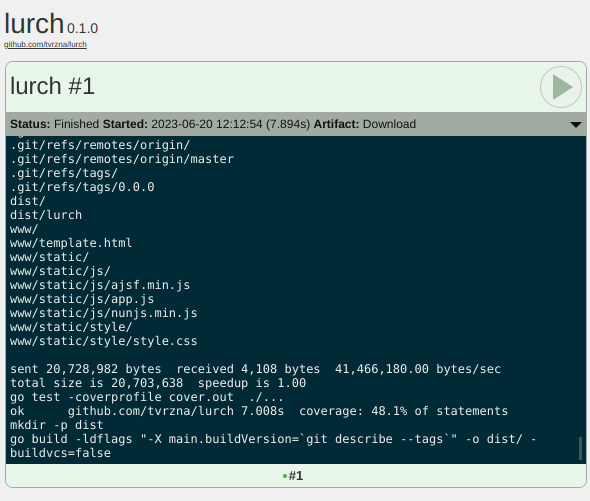 lurch 0.1.0
github.com/tvrzna/lurch
lurch #1
Status: Finished Started: 2023-06-20 12:12:54 (7.894s) Artifact: Download
.git/refs/remotes/origin/
.git/refs/remotes/origin/master
.git/refs/tags/
.git/refs/tags/0.0.0
dist/
dist/lurch
www/
www/template.html
www/static/
www/static/js/
www/static/js/ajsf.min.js
www/static/js/app.js
www/static/js/nunjs.min.js
www/static/style/
www/static/style/style.css
sent 20,728,982 bytes  received 4,108 bytes  41,466,180.00 bytes/sec
total size is 20,703,638  speedup is 1.00
go test -coverprofile cover.out  ./...
ok      github.com/tvrzna/lurch 7.008s  coverage: 48.1% of statements
mkdir -p dist
go build -ldflags "-X main.buildVersion=`git describe --tags`" -o dist/ -
buildvcs=false
#1